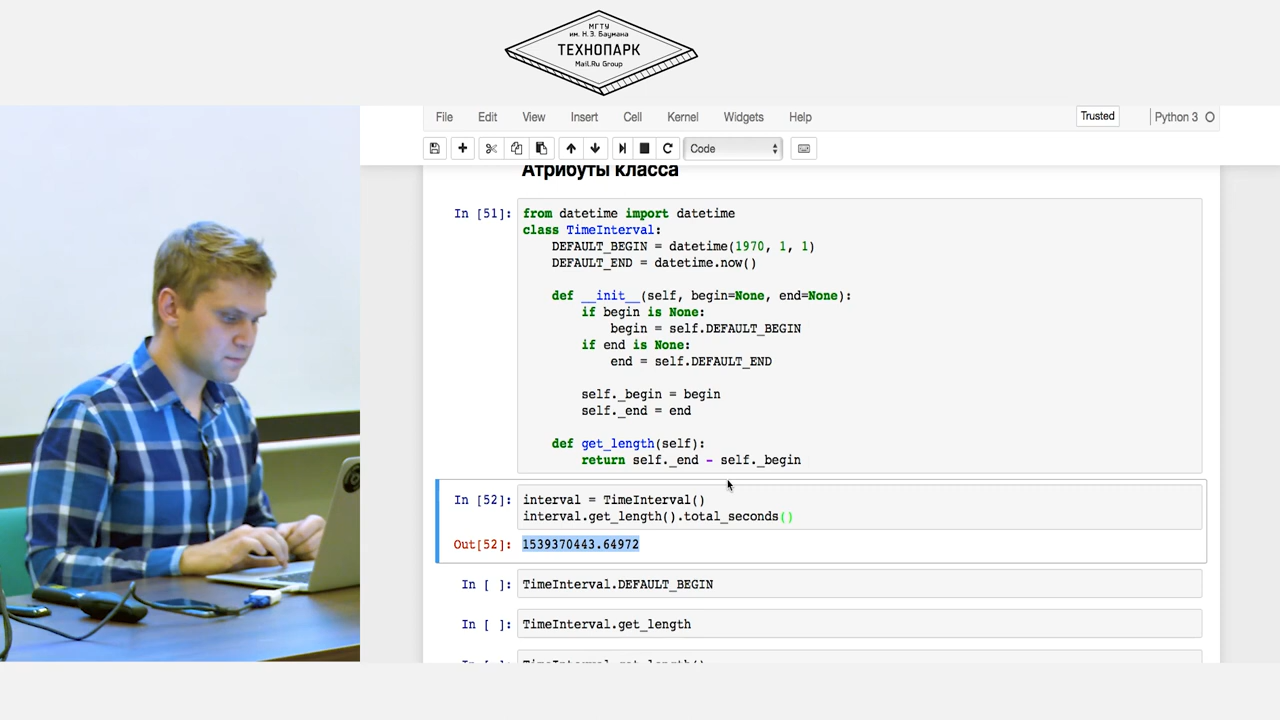 МГТУ
им. Н.Э. Баумана
ТЕХНОПАРК
Mail.Ru Group
File Edit View Insert Cell Kernel Widgets Help Trusted Python 3
Code
Атрибуты класса
In [51]: from datetime import datetime
class TimeInterval:
    DEFAULT_BEGIN = datetime(1970, 1, 1)
    DEFAULT_END = datetime.now()
    def __init__(self, begin=None, end=None):
        if begin is None:
            begin = self.DEFAULT_BEGIN
        if end is None:
            end = self.DEFAULT_END
        self._begin = begin
        self._end = end
    def get_length(self):
        return self._end - self._begin
In [52]: interval = TimeInterval()
interval.get_length().total_seconds()
Out[52]: 1539370443.64972
In [ ]: TimeInterval.DEFAULT_BEGIN
In [ ]: TimeInterval.get_length